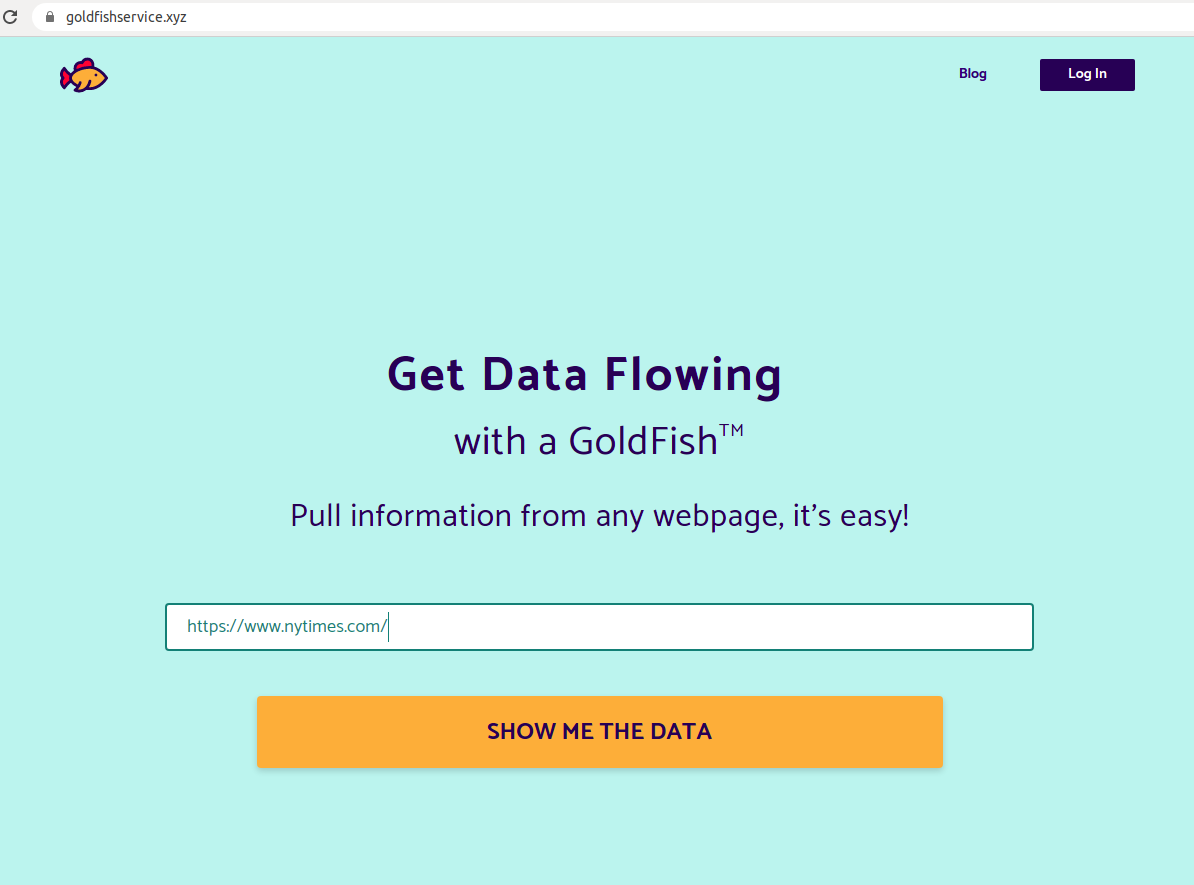 goldfishservice.xyz
Blog
Log In
Get Data Flowing
with a GoldFish™
Pull information from any webpage, it’s easy!
https://www.nytimes.com/
SHOW ME THE DATA